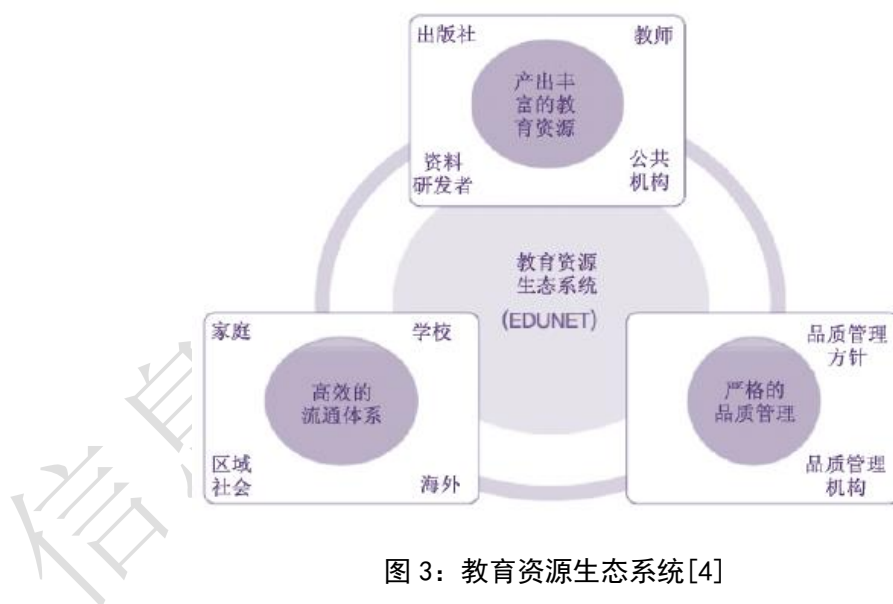 出版社
教师
产出丰
富的教
育资源
资料
研发者
公共
机构
教育资源
生态系统
(EDUNET)
家庭
学校
高效的
流通体系
区域
社会
海外
品质管理
方针
严格的
品质管理
品质管理
机构
信息
图 3：教育资源生态系统[4]